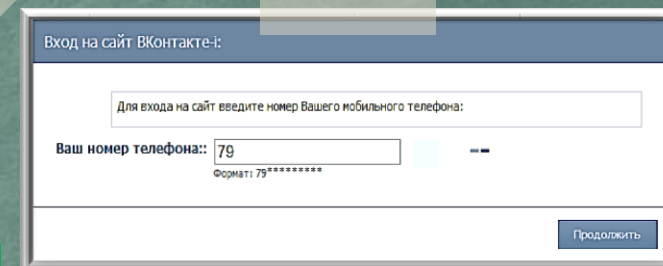 Вход на сайт ВКонтакте-i:
Для входа на сайт введите номер Вашего мобильного телефона:
Ваш номер телефона:: 79
Формат: 79*********
Продолжить